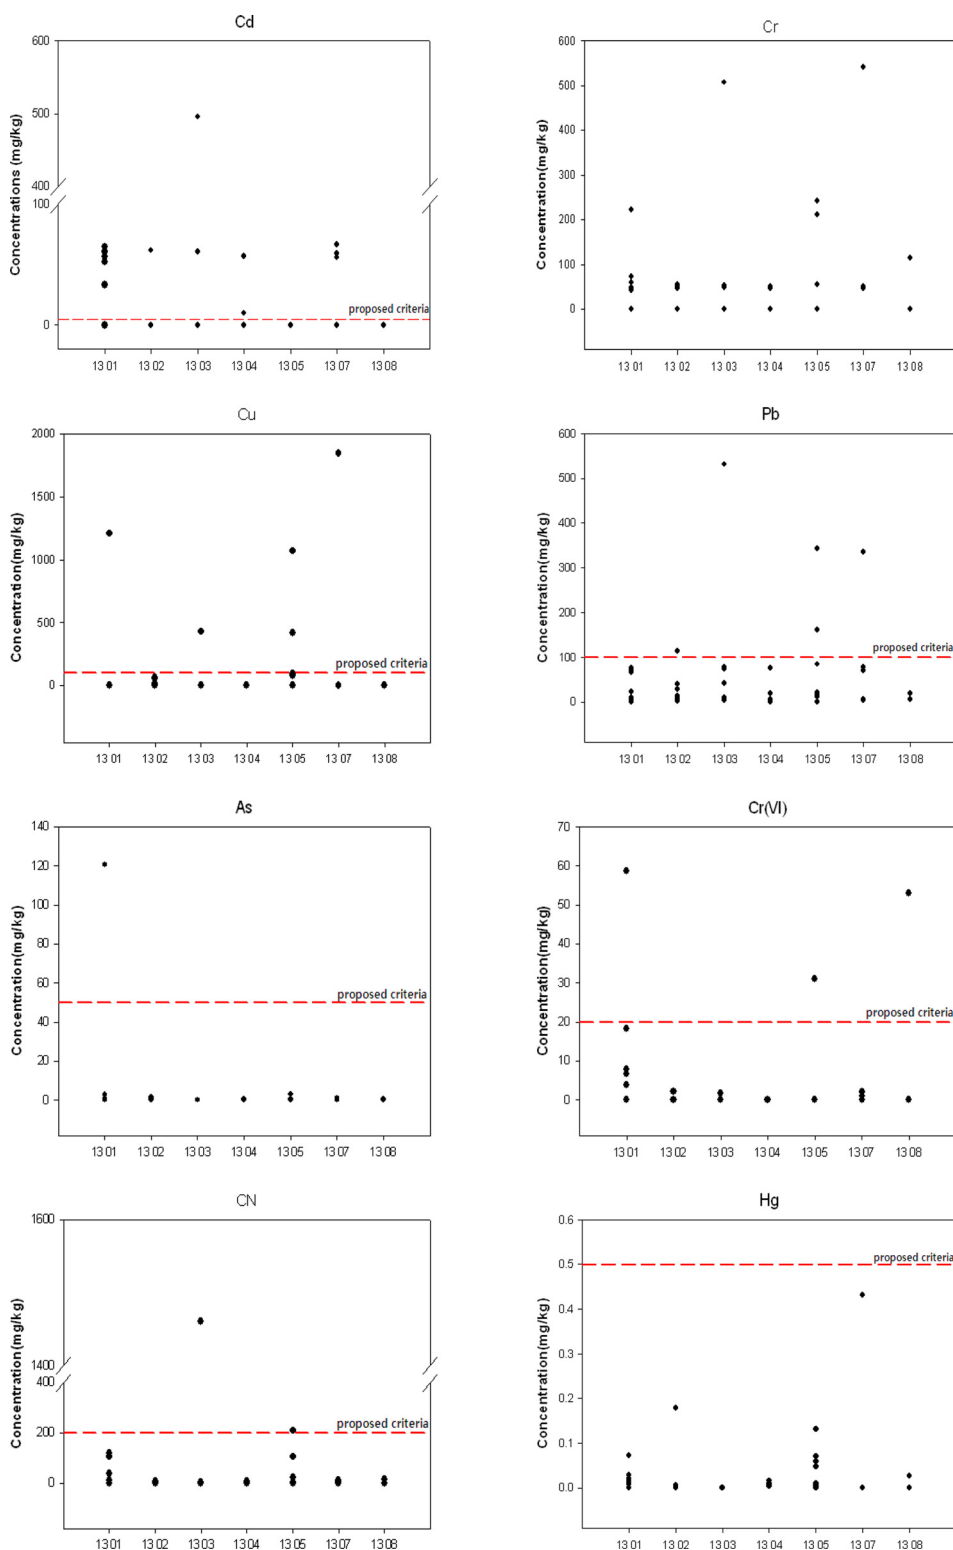 Cd
Concentrations (mg/kg)
600
500
400
100
0
proposed criteria
13 01 13 02 13 03 13 04 13 05 13 07 13 08
Cr
Concentration(mg/kg)
600
500
400
300
200
100
0
13 01 13 02 13 03 13 04 13 05 13 07 13 08
Cu
Concentration(mg/kg)
2000
1500
1000
500
0
proposed criteria
13 01 13 02 13 03 13 04 13 05 13 07 13 08
Pb
Concentration(mg/kg)
600
500
400
300
200
100
0
proposed criteria
13 01 13 02 13 03 13 04 13 05 13 07 13 08
As
Concentration(mg/kg)
140
120
100
80
60
40
20
0
proposed criteria
13 01 13 02 13 03 13 04 13 05 13 07 13 08
Cr(VI)
Concentration(mg/kg)
70
60
50
40
30
20
10
0
proposed criteria
13 01 13 02 13 03 13 04 13 05 13 07 13 08
CN
Concentration(mg/kg)
1600
1400
400
200
0
proposed criteria
13 01 13 02 13 03 13 04 13 05 13 07 13 08
Hg
Concentration(mg/kg)
0.6
0.5
0.4
0.3
0.2
0.1
0.0
proposed criteria
13 01 13 02 13 03 13 04 13 05 13 07 13 08